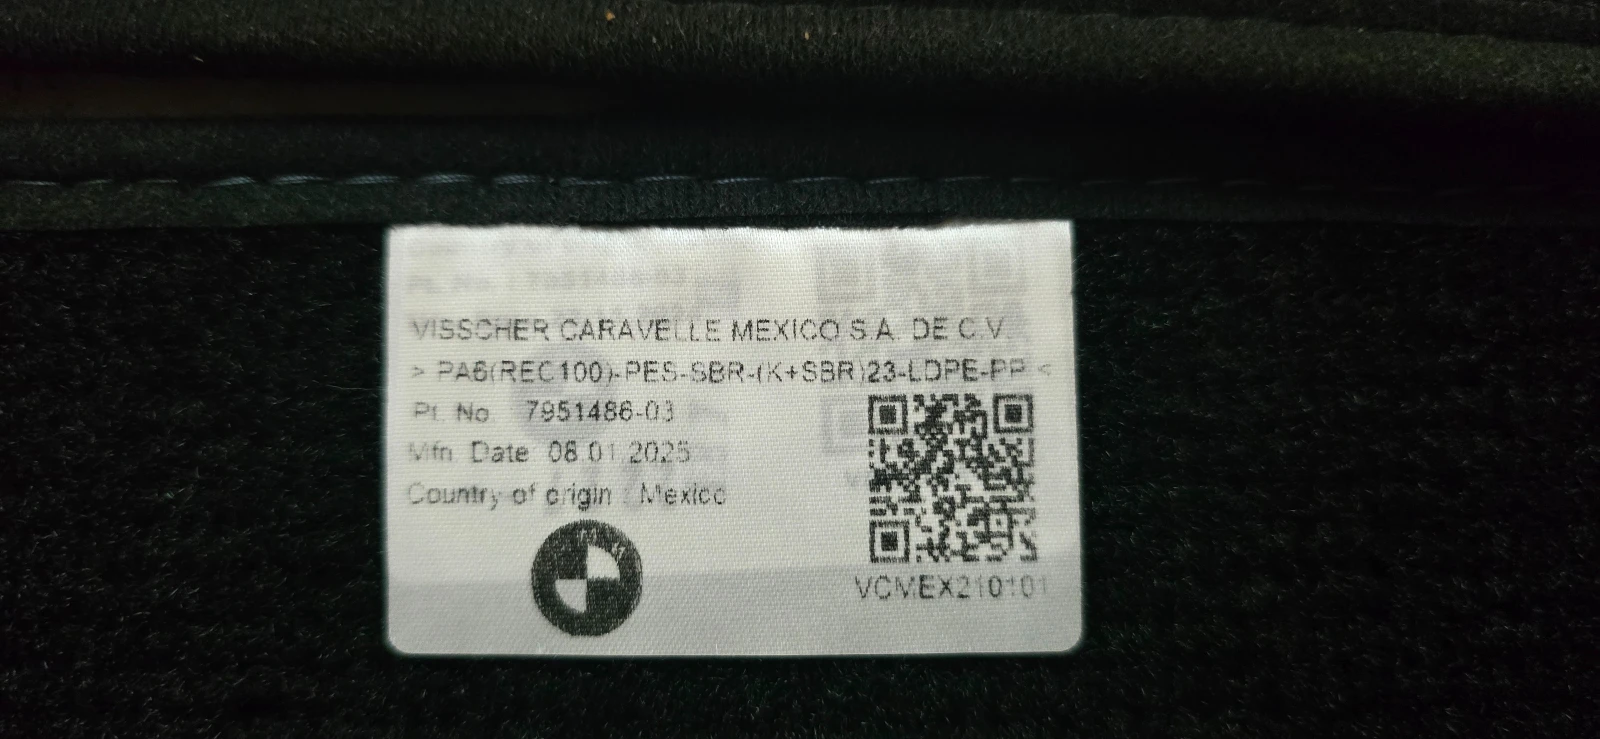 VISSCHER CARAVELLE MEXICO S.A. DE C.V.
> PA6(REC100)-PES-SBR-(K+SBR)23-LDPE-PP <
Pt. No. 7951486-03
Mfn. Date 08.01.2025
Country of origin : Mexico
VCMEX210101